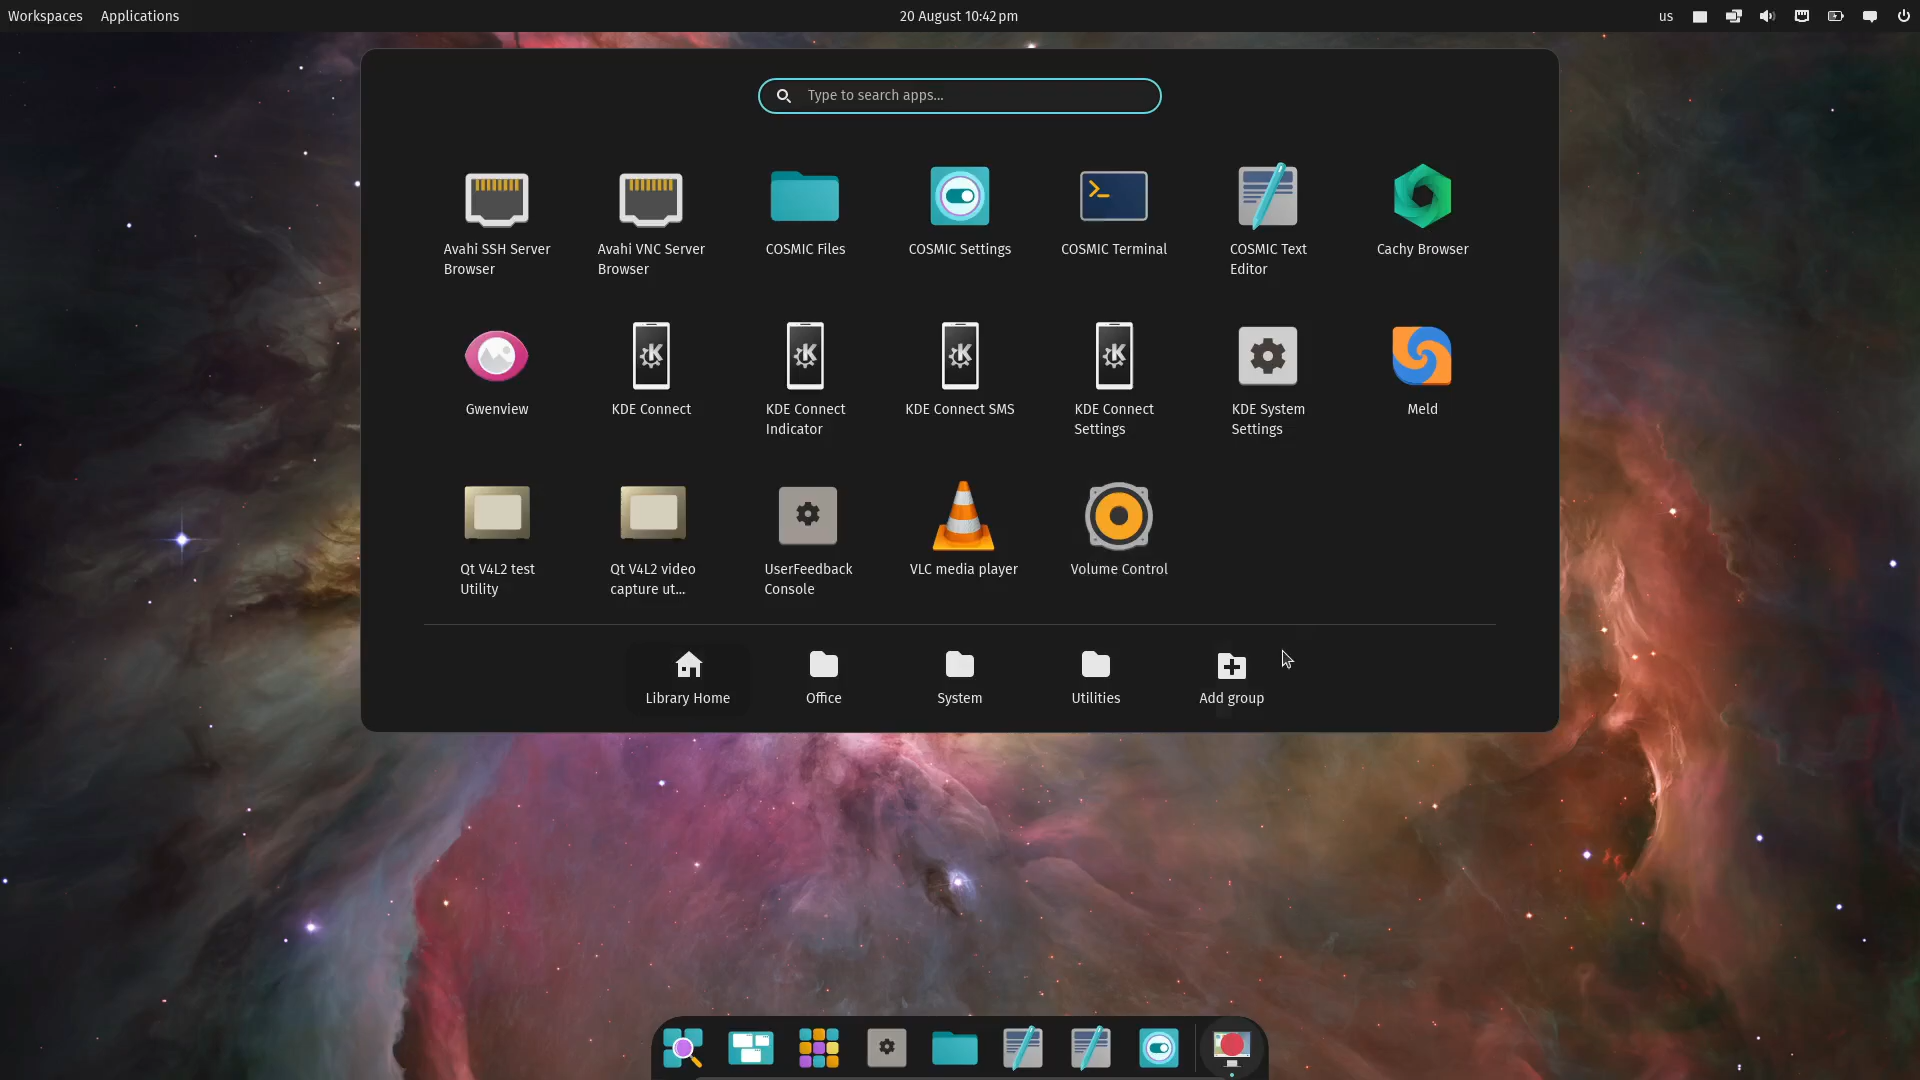 Workspaces Applications 20 August 10:42 pm us
Type to search apps...
Avahi SSH Server Browser
Avahi VNC Server Browser
COSMIC Files
COSMIC Settings
COSMIC Terminal
COSMIC Text Editor
Cachy Browser
Gwenview
KDE Connect
KDE Connect Indicator
KDE Connect SMS
KDE Connect Settings
KDE System Settings
Meld
Qt V4L2 test Utility
Qt V4L2 video capture ut...
UserFeedback Console
VLC media player
Volume Control
Library Home
Office
System
Utilities
Add group